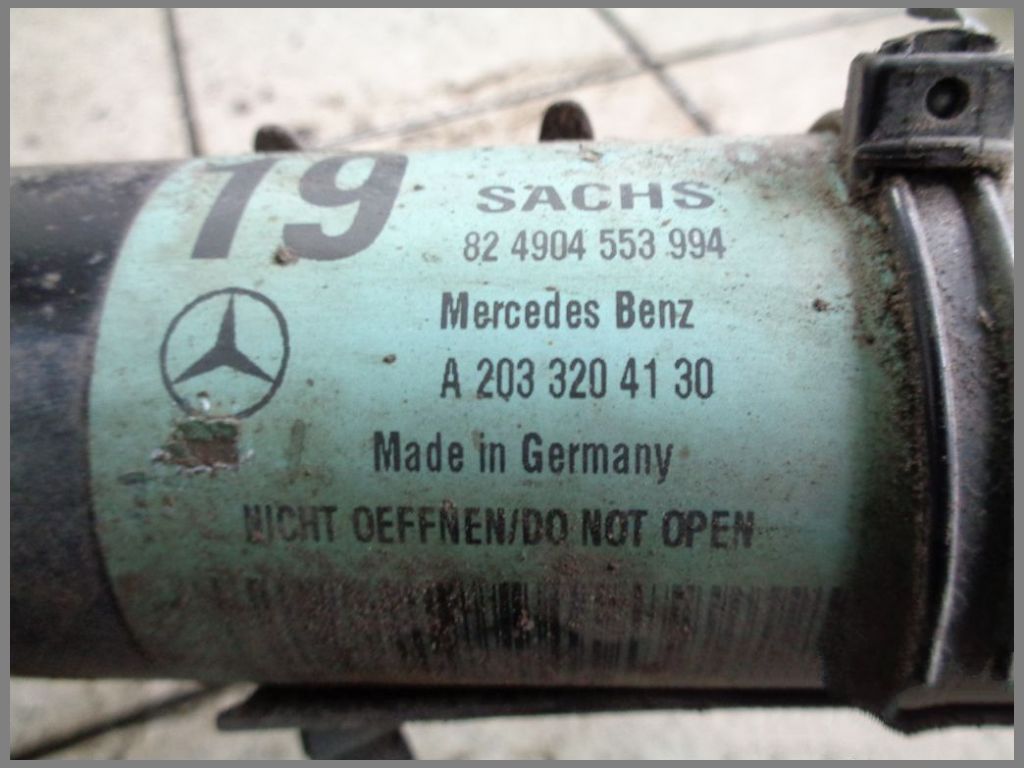 19
SACHS
82 4904 553 994
Mercedes Benz
A 203 320 41 30
Made in Germany
NICHT OEFFNEN/DO NOT OPEN